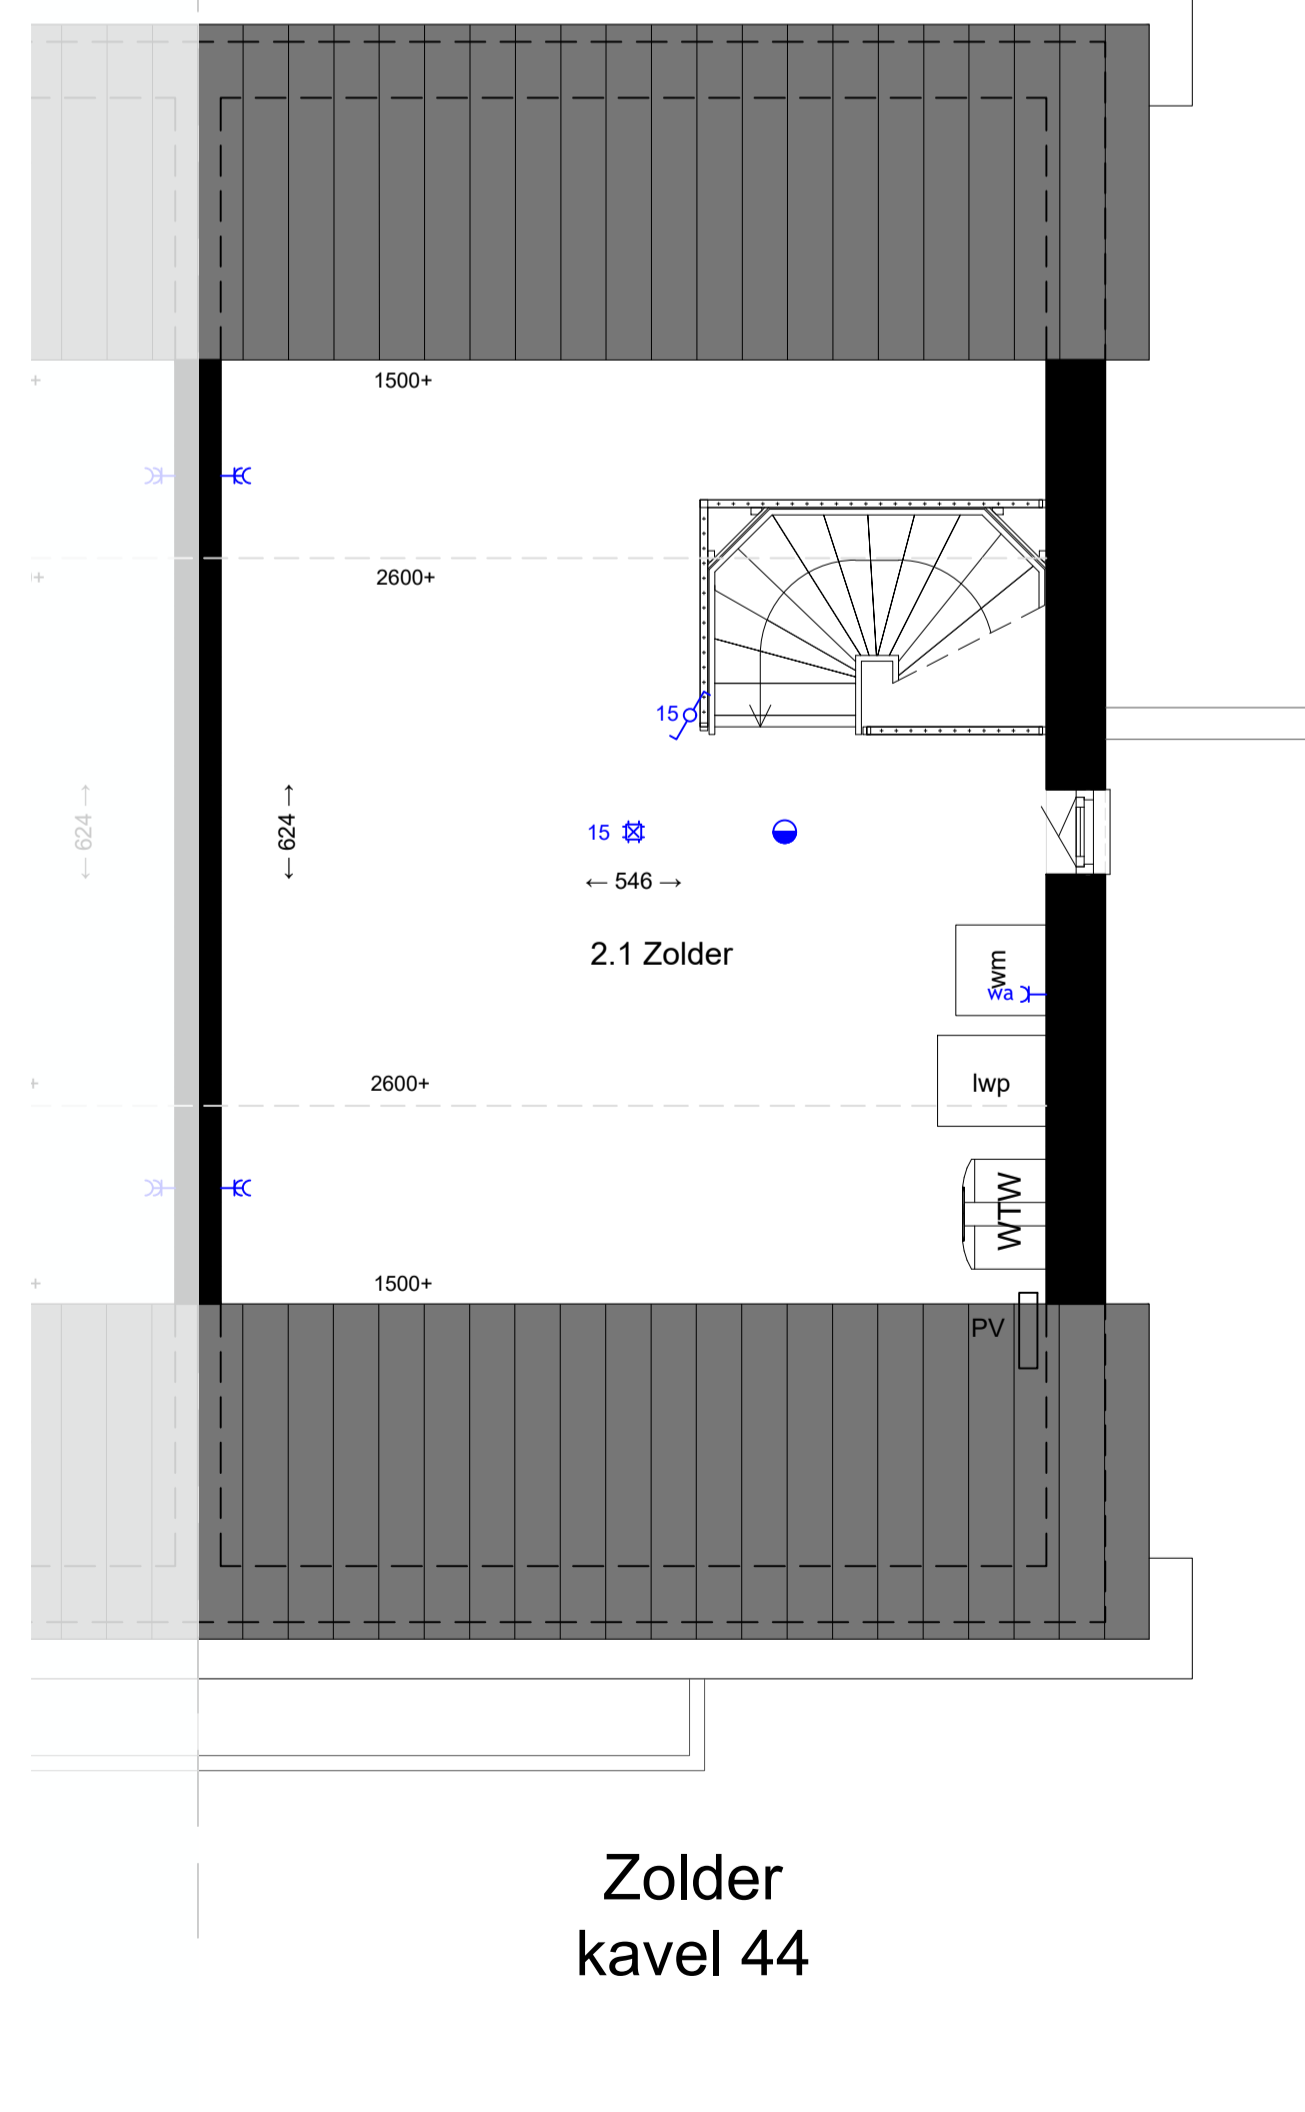 1500+
2600+
15
← 624 →
← 624 →
15
← 546 →
2.1 Zolder
wm
wa
lwp
2600+
WTW
1500+
PV
Zolder
kavel 44